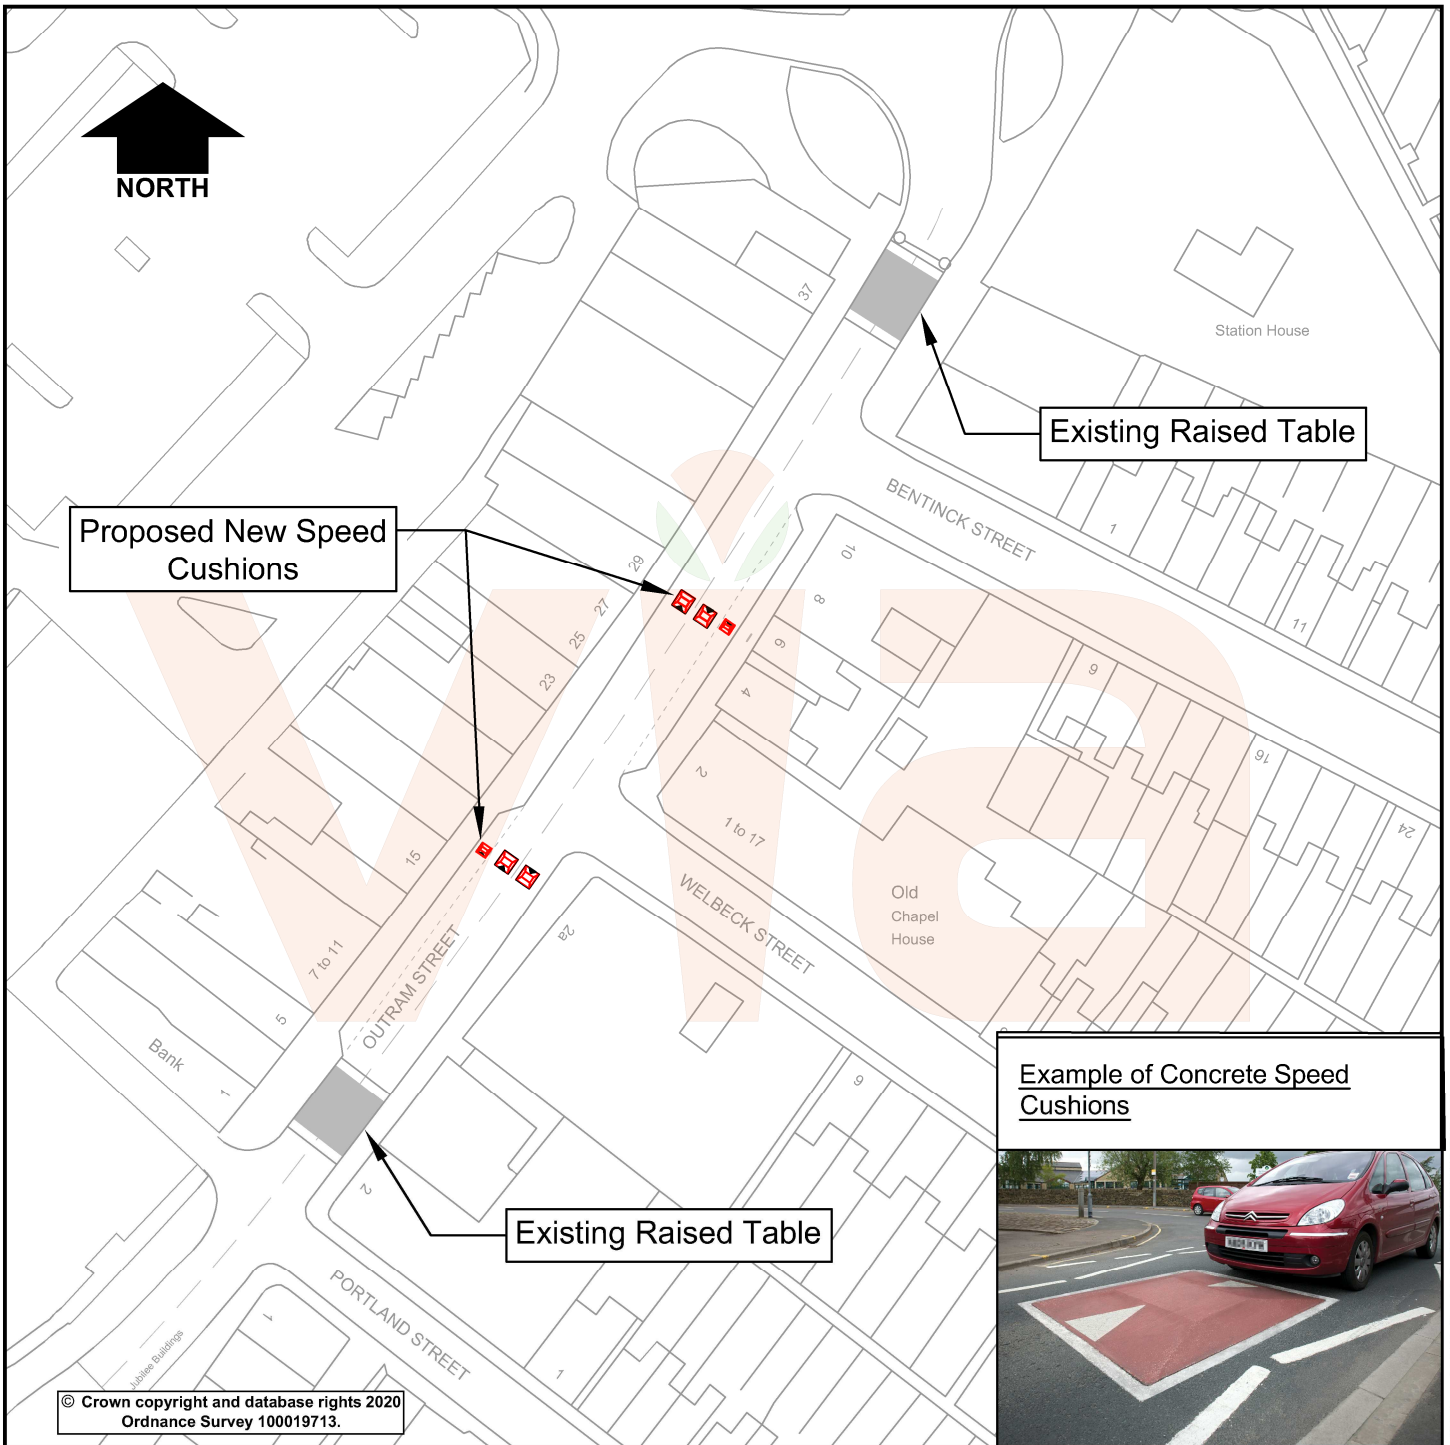 NORTH
37
Station House
Existing Raised Table
BENTINCK STREET
1
11
Proposed New Speed
Cushions
29
27
25
23
10
8
6
4
2
9
16
24
1 to 17
via
15
WELBECK STREET
Old
Chapel
House
2a
7 to 11
OUTRAM STREET
5
Bank
1
9
Example of Concrete Speed
Cushions
2
Existing Raised Table
PORTLAND STREET
1
1
Jubilee Buildings
© Crown copyright and database rights 2020
Ordnance Survey 100019713.